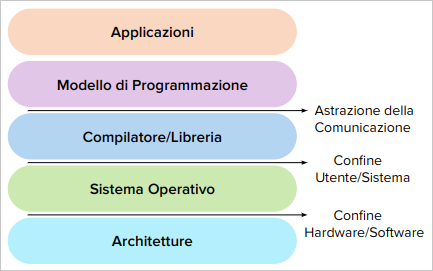 Applicazioni
Modello di Programmazione
Astrazione della
Comunicazione
Compilatore/Libreria
Confine
Utente/Sistema
Sistema Operativo
Confine
Hardware/Software
Architetture